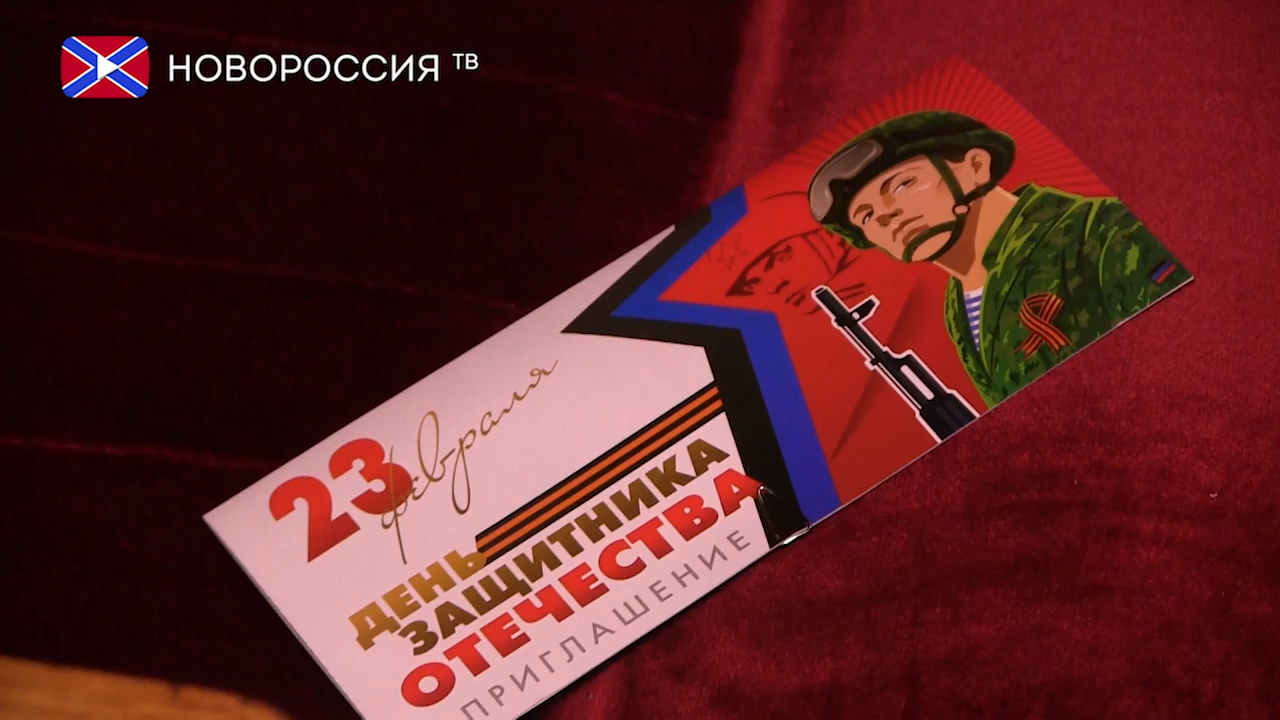 НОВОРОССИЯ ТВ
23 февраля
ДЕНЬ
ЗАЩИТНИКА
ОТЕЧЕСТВА
ПРИГЛАШЕНИЕ